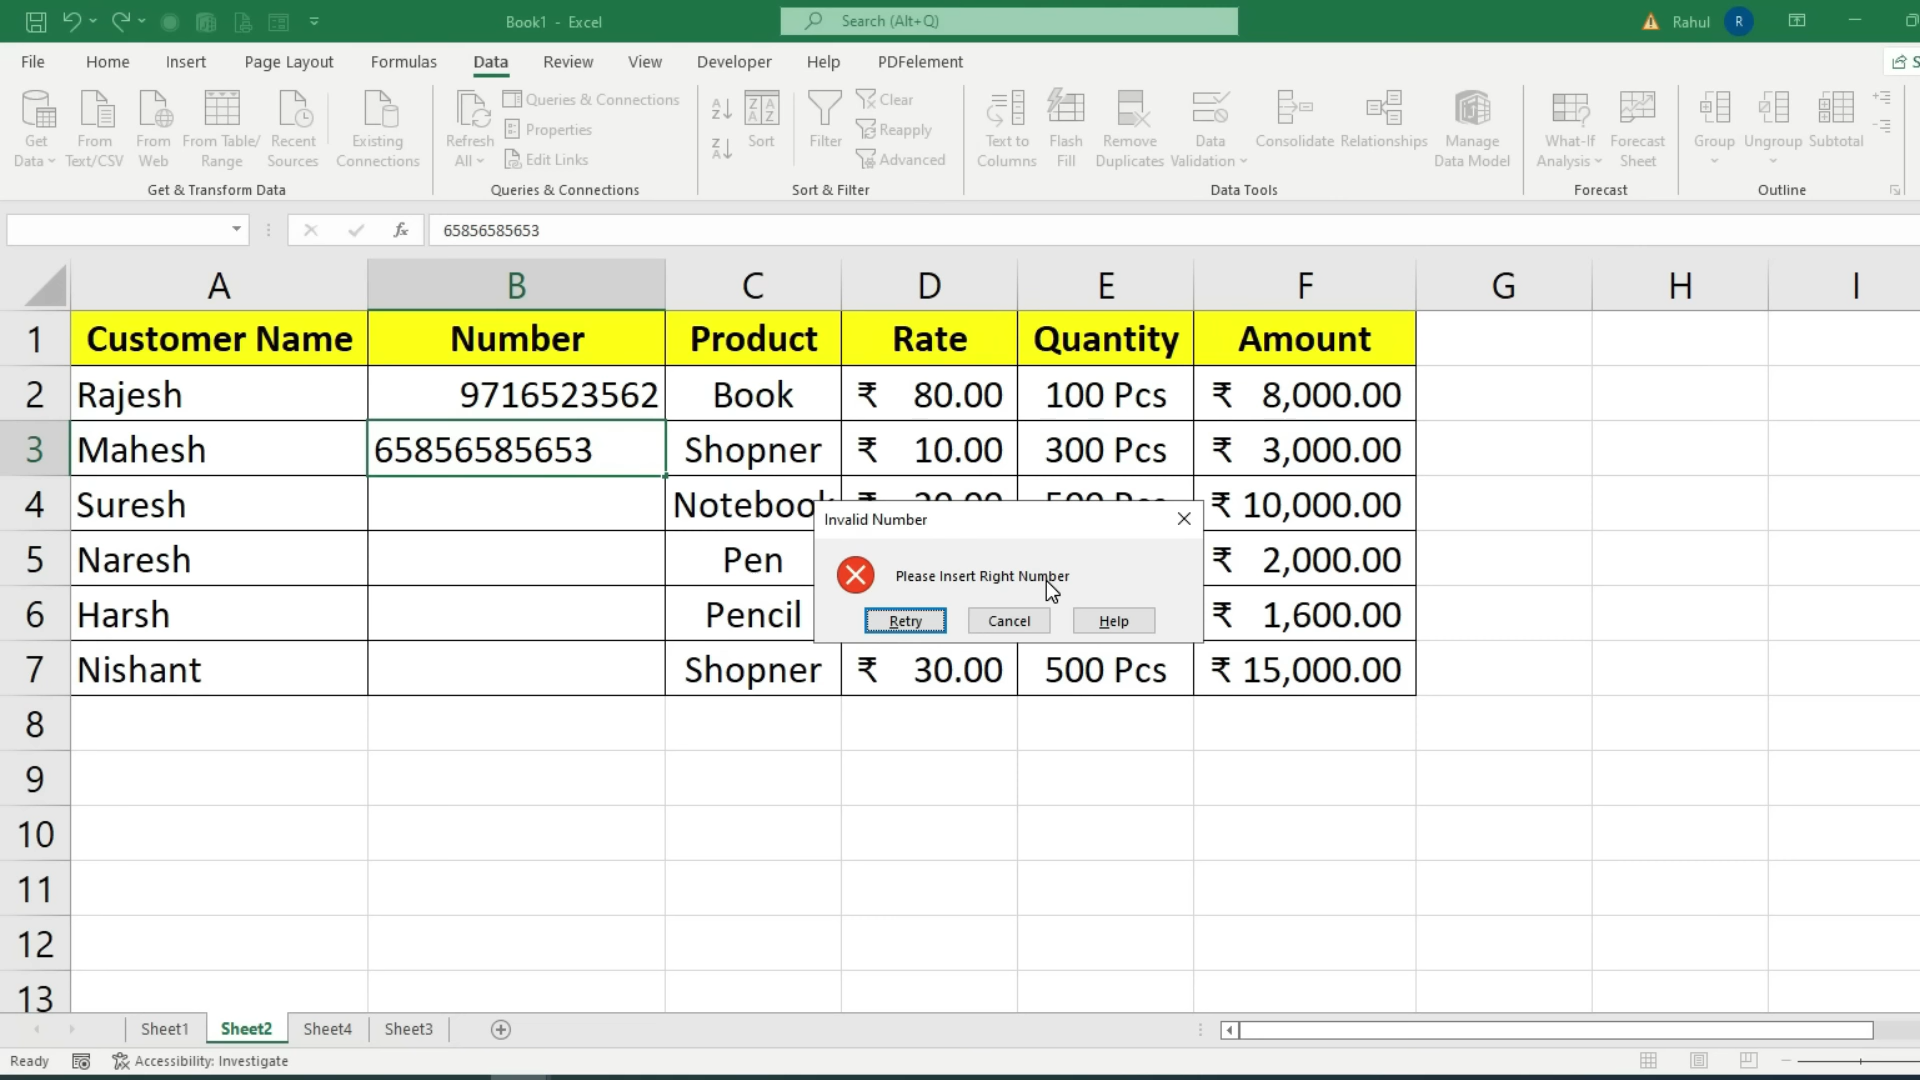 Book1 - Excel
Search (Alt+Q)
Rahul
R
File Home Insert Page Layout Formulas Data Review View Developer Help PDFelement
Get Data
From Text/CSV
From Web
From Table/ Range
Recent Sources
Existing Connections
Get & Transform Data
Refresh All
Queries & Connections
Properties
Edit Links
Queries & Connections
Sort
Filter
Clear
Reapply
Advanced
Sort & Filter
Text to Columns
Flash Fill
Remove Duplicates
Data Validation
Consolidate
Relationships
Manage Data Model
Data Tools
What-If Analysis
Forecast Sheet
Forecast
Group
Ungroup
Subtotal
Outline
fx 65856585653
A B C D E F G H I
1 Customer Name Number Product Rate Quantity Amount
2 Rajesh 9716523562 Book ₹ 80.00 100 Pcs ₹ 8,000.00
3 Mahesh 65856585653 Shopner ₹ 10.00 300 Pcs ₹ 3,000.00
4 Suresh Notebook ₹ 20.00 500 Pcs ₹ 10,000.00
5 Naresh Pen ₹ 2,000.00
6 Harsh Pencil ₹ 1,600.00
7 Nishant Shopner ₹ 30.00 500 Pcs ₹ 15,000.00
8
9
10
11
12
13
Invalid Number
Please Insert Right Number
Retry Cancel Help
Sheet1 Sheet2 Sheet4 Sheet3
Ready Accessibility: Investigate